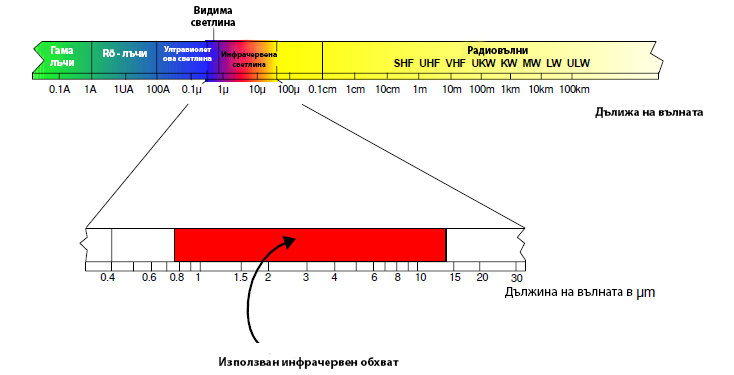 Видима
светлина
Гама
лъчи
Rö - лъчи
Ултравиолет
ова светлина
Инфрачервена
светлина
Радиовълни
SHF UHF VHF UKW KW MW LW ULW
0.1A 1A 1UA 100A 0.1µ 1µ 10µ 100µ 0.1cm 1cm 10cm 1m 10m 100m 1km 10km 100km
Дълижа на вълната
0.4 0.6 0.8 1 1.5 2 3 4 6 8 10 15 20 30
Дължина на вълната в µm
Използван инфрачервен обхват